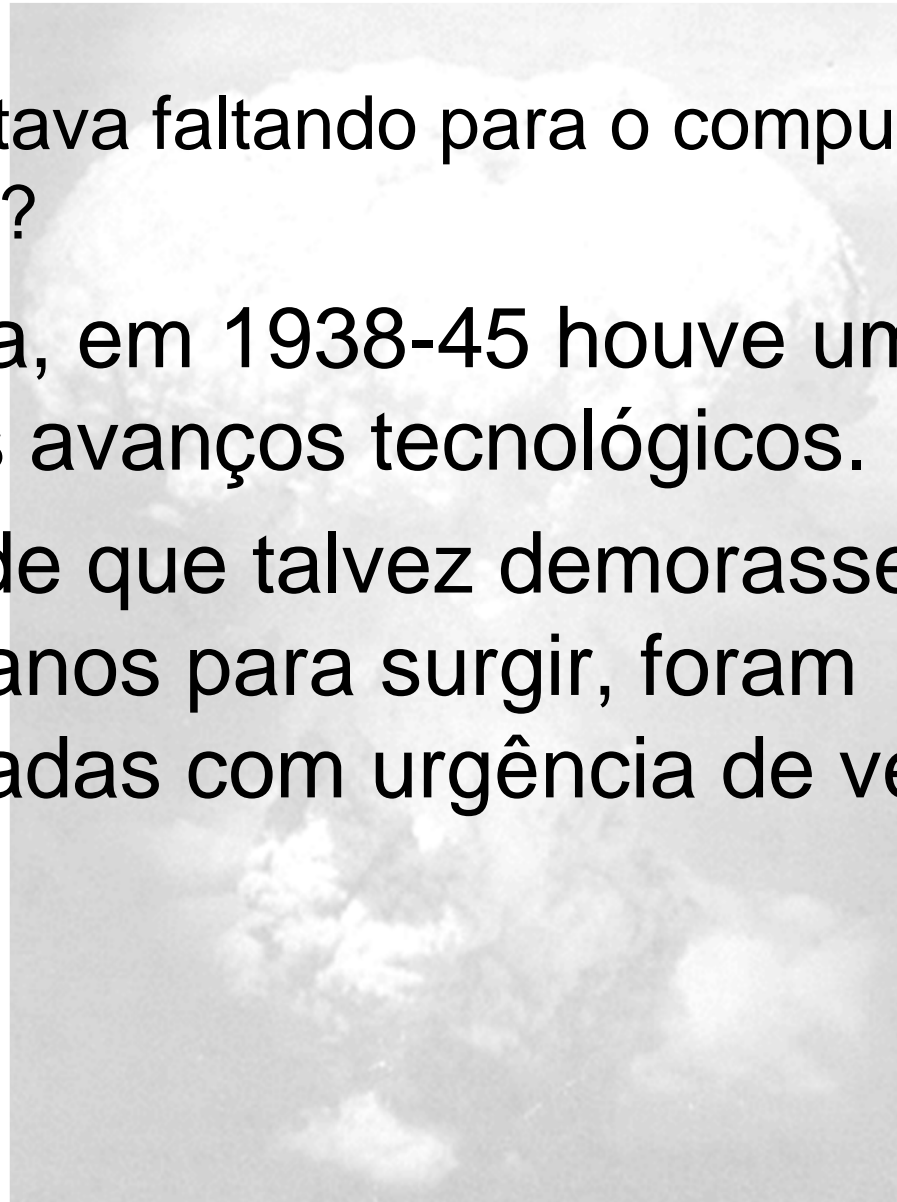 tava faltando para o compu
?
a, em 1938-45 houve um
s avanços tecnológicos.
de que talvez demorasse
anos para surgir, foram
adas com urgência de ve